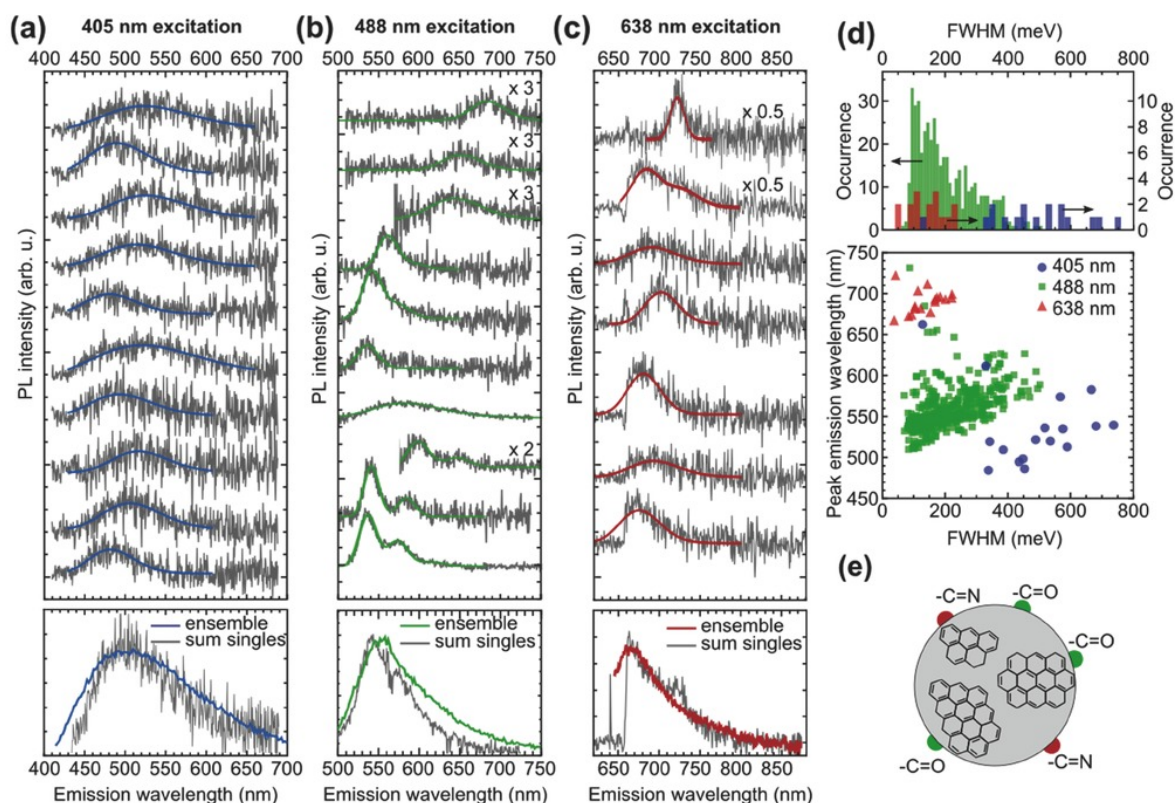 (a) 405 nm excitation
400 450 500 550 600 650 700
PL intensity (arb. u.)
ensemble
sum singles
400 450 500 550 600 650 700
Emission wavelength (nm)
(b) 488 nm excitation
500 550 600 650 700 750
x 3
x 3
x 3
x 2
PL intensity (arb. u.)
ensemble
sum singles
500 550 600 650 700 750
Emission wavelength (nm)
(c) 638 nm excitation
650 700 750 800 850
x 0.5
x 0.5
PL intensity (arb. u.)
ensemble
sum singles
650 700 750 800 850
Emission wavelength (nm)
(d)
FWHM (meV)
0 200 400 600 800
30
20
10
0
Occurrence
10
8
6
4
2
0
Occurrence
750
700
650
600
550
500
450
Peak emission wavelength (nm)
405 nm
488 nm
638 nm
0 200 400 600 800
FWHM (meV)
(e)
-C=N
-C=O
-C=O
-C=O
-C=N